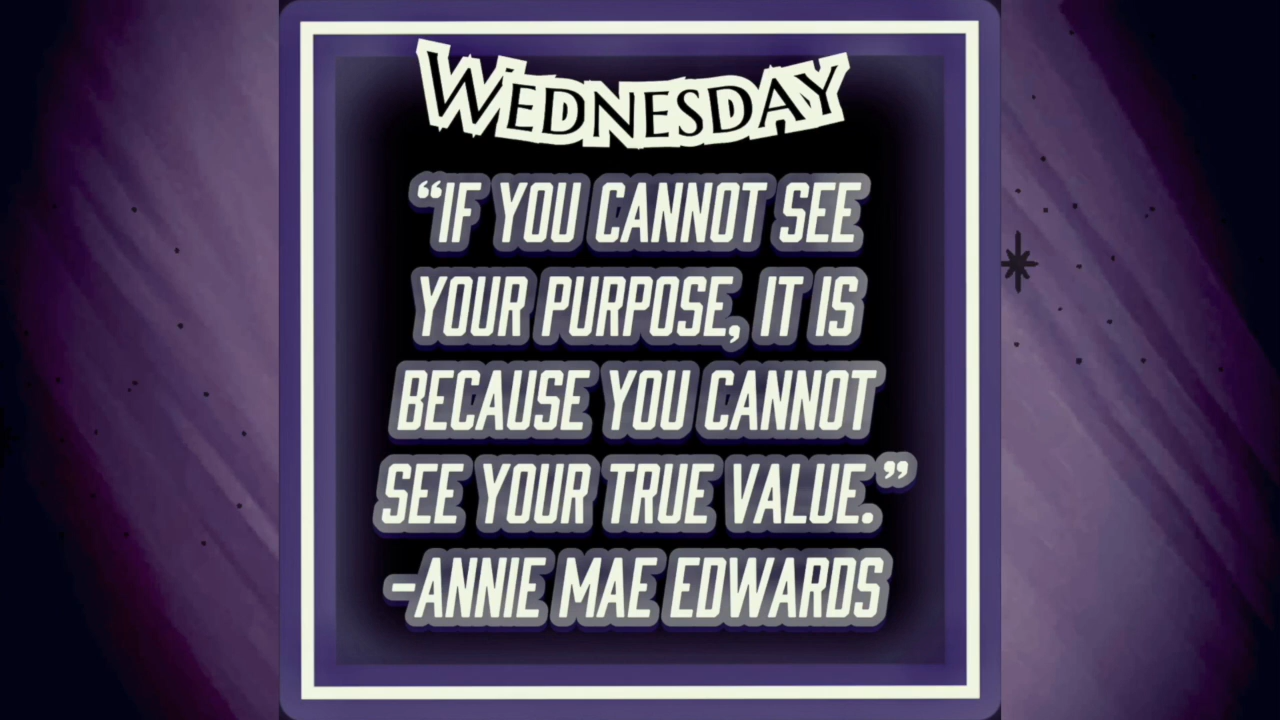 WEDNESDAY
“IF YOU CANNOT SEE
YOUR PURPOSE, IT IS
BECAUSE YOU CANNOT
SEE YOUR TRUE VALUE.”
-ANNIE MAE EDWARDS